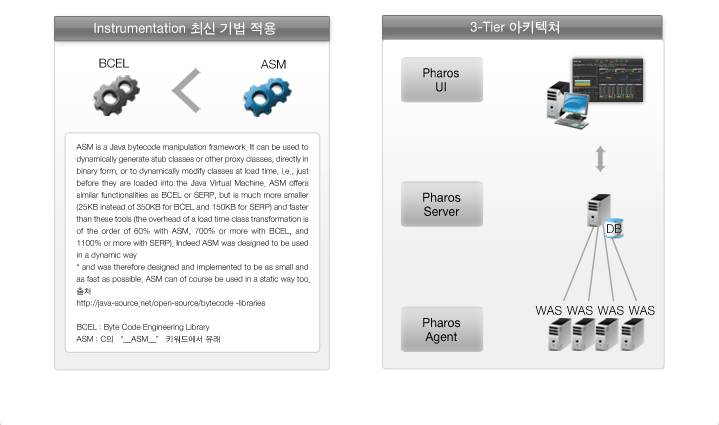 Instrumentation 최신 기법 적용
BCEL
ASM
ASM is a Java bytecode manipulation framework. It can be used to
dynamically generate stub classes or other proxy classes, directly in
binary form, or to dynamically modify classes at load time, i.e., just
before they are loaded into the Java Virtual Machine. ASM offers
similar functionalities as BCEL or SERP, but is much more smaller
(25KB instead of 350KB for BCEL and 150KB for SERP) and faster
than these tools (the overhead of a load time class transformation is
of the order of 60% with ASM, 700% or more with BCEL, and
1100% or more with SERP). Indeed ASM was designed to be used
in a dynamic way
* and was therefore designed and implemented to be as small and
as fast as possible. ASM can of course be used in a static way too.
출처
http://java-source.net/open-source/bytecode -libraries
BCEL : Byte Code Engineering Library
ASM : C의 "__ASM__" 키워드에서 유래
3-Tier 아키텍쳐
Pharos
UI
Pharos
Server
DB
WAS WAS WAS WAS
Pharos
Agent